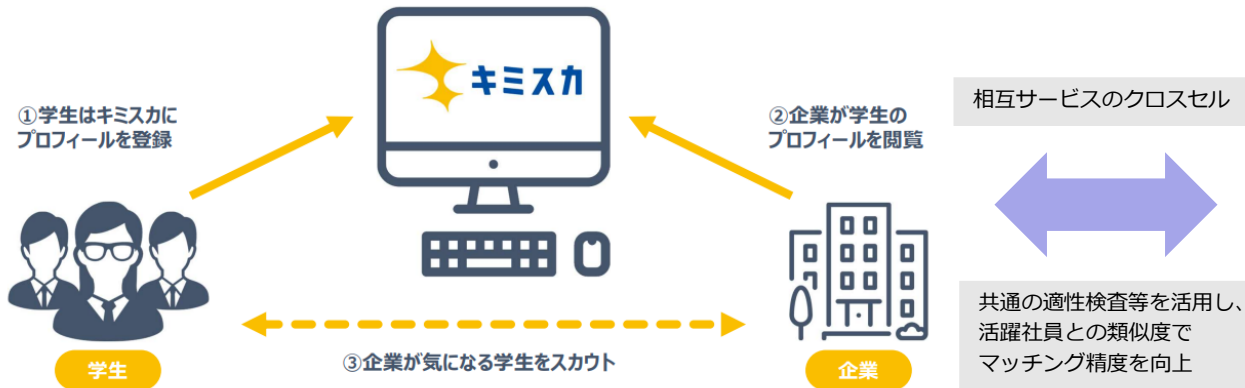 キミスカ
①学生はキミスカに
プロフィールを登録
②企業が学生の
プロフィールを閲覧
相互サービスのクロスセル
③企業が気になる学生をスカウト
学生
企業
共通の適性検査等を活用し、
活躍社員との類似度で
マッチング精度を向上